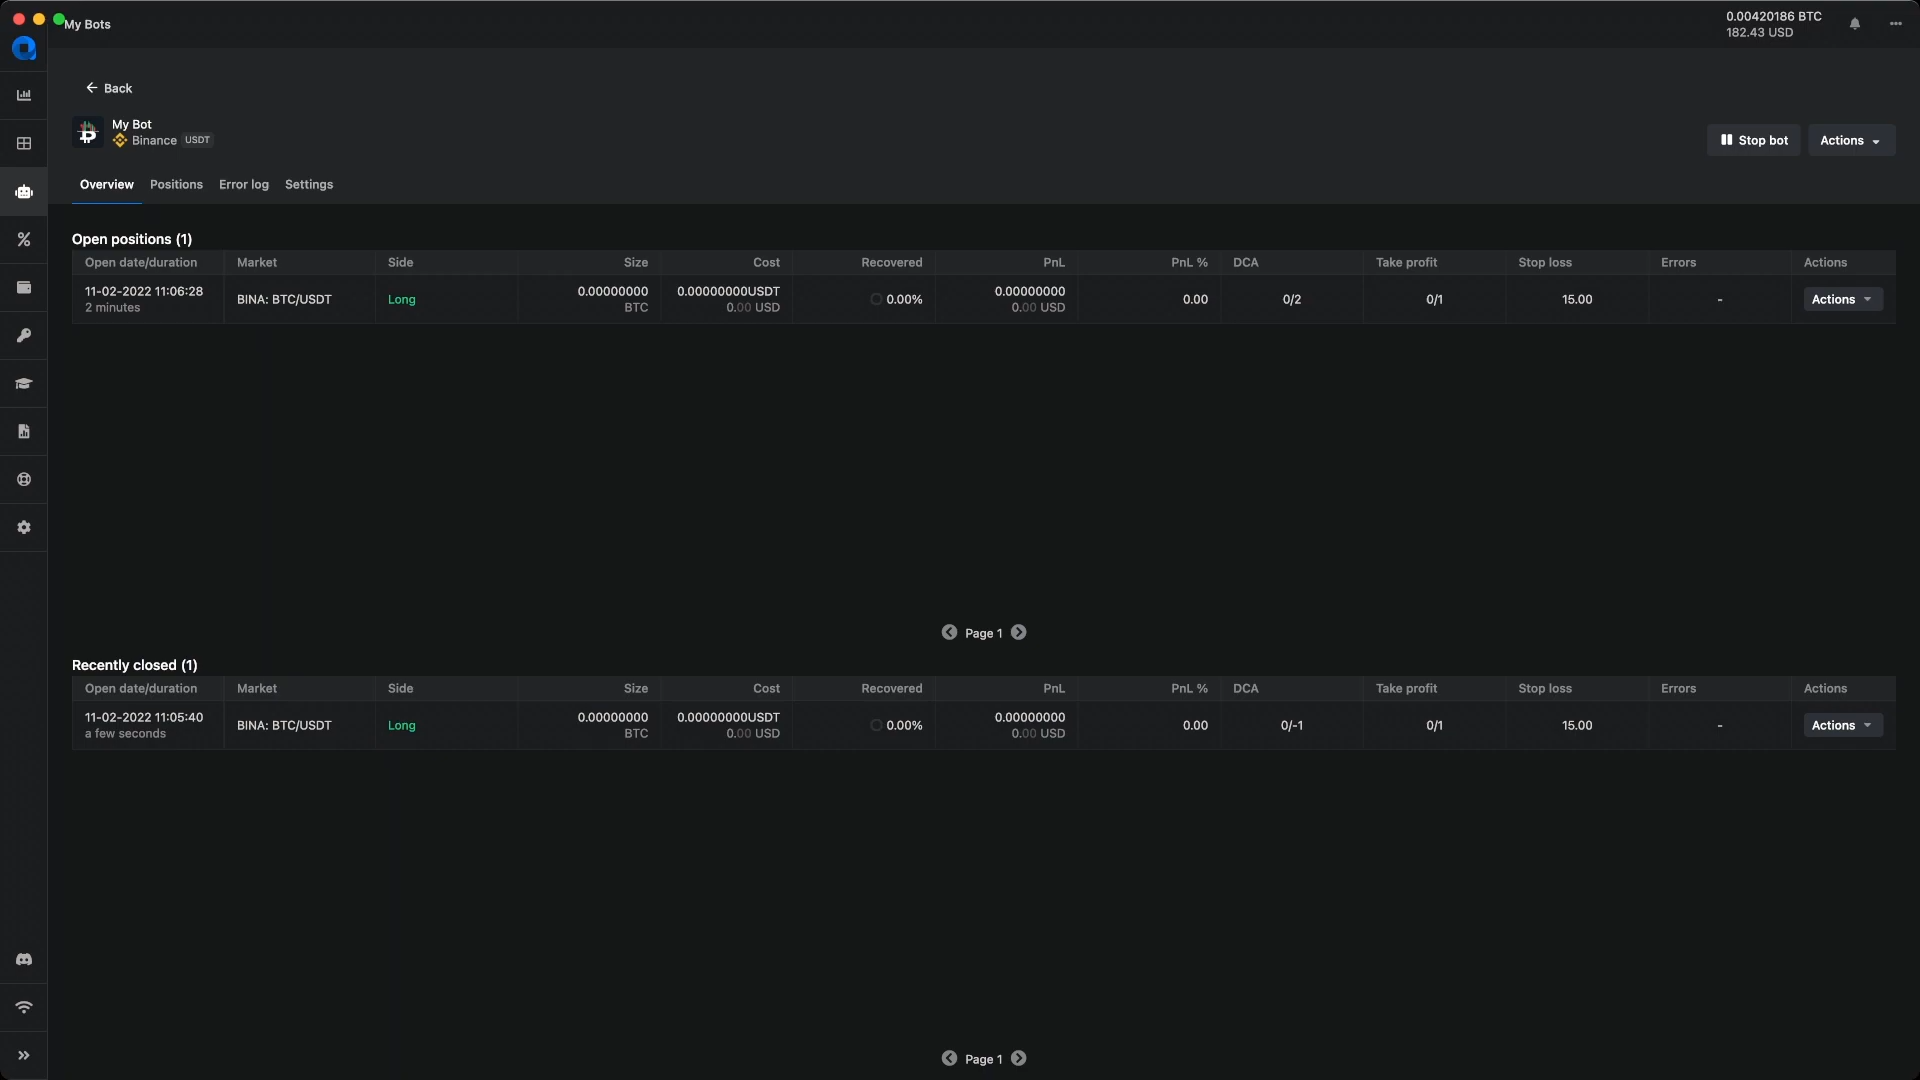 My Bots
0.00420186 BTC
182.43 USD
Back
My Bot
Binance USDT
Stop bot
Actions
Overview Positions Error log Settings
Open positions (1)
Open date/duration Market Side Size Cost Recovered PnL PnL % DCA Take profit Stop loss Errors Actions
11-02-2022 11:06:28 BINA: BTC/USDT Long 0.00000000 0.00000000USDT 0.00% 0.00000000 0.00 0/2 0/1 15.00 - Actions
2 minutes BTC 0.00 USD 0.00 USD
Page 1
Recently closed (1)
Open date/duration Market Side Size Cost Recovered PnL PnL % DCA Take profit Stop loss Errors Actions
11-02-2022 11:05:40 BINA: BTC/USDT Long 0.00000000 0.00000000USDT 0.00% 0.00000000 0.00 0/-1 0/1 15.00 - Actions
a few seconds BTC 0.00 USD 0.00 USD
Page 1